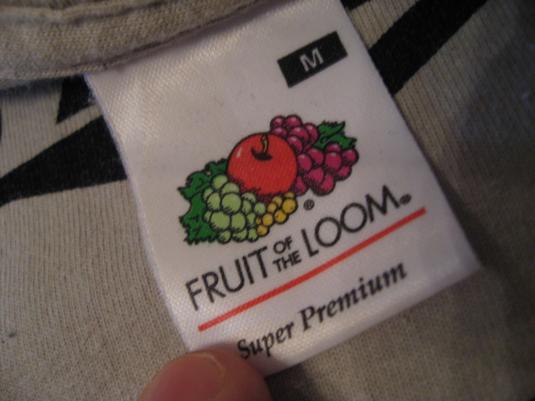 M
®
FRUIT OF THE LOOM®
Super Premium